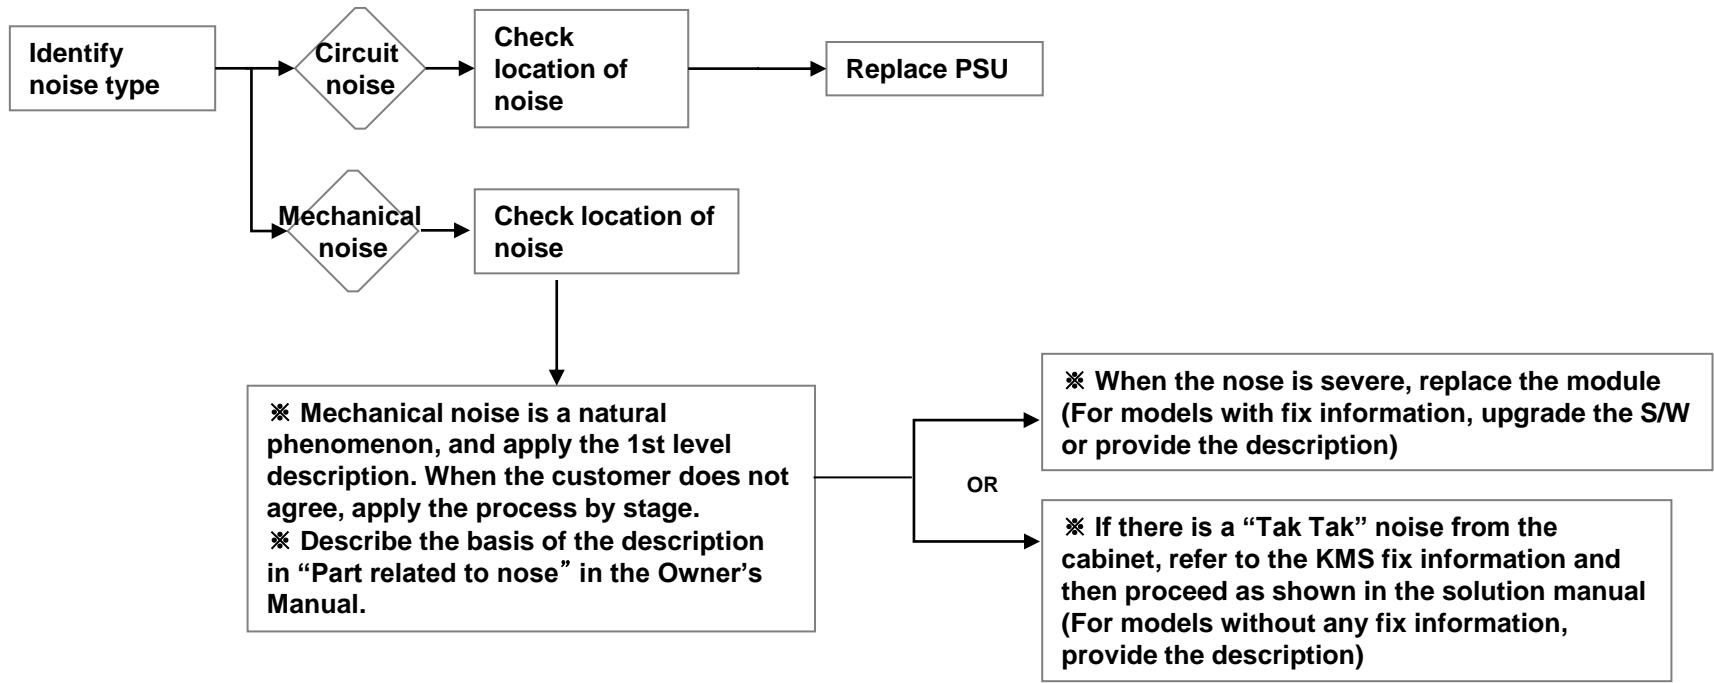 Identify
noise type
Circuit
noise
Check
location of
noise
Replace PSU
Mechanical
noise
Check location of
noise
※ Mechanical noise is a natural
phenomenon, and apply the 1st level
description. When the customer does not
agree, apply the process by stage.
※ Describe the basis of the description
in “Part related to nose” in the Owner’s
Manual.
OR
※ When the nose is severe, replace the module
(For models with fix information, upgrade the S/W
or provide the description)
※ If there is a “Tak Tak” noise from the
cabinet, refer to the KMS fix information and
then proceed as shown in the solution manual
(For models without any fix information,
provide the description)